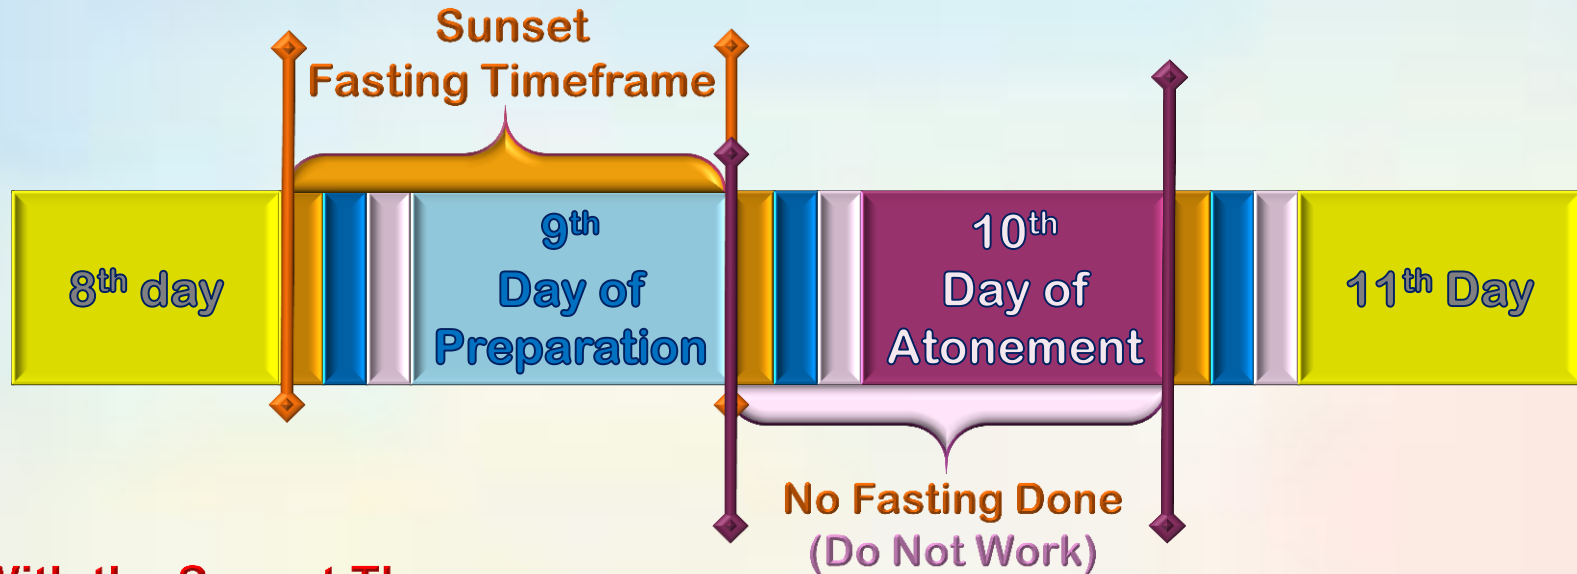 Sunset
Fasting Timeframe
8th day
9th
Day of
Preparation
10th
Day of
Atonement
11th Day
No Fasting Done
(Do Not Work)